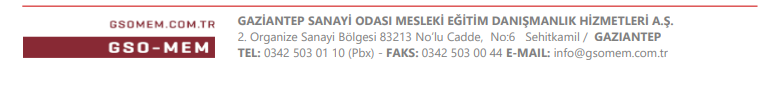 GSOMEM.COM.TR
GSO-MEM
GAZİANTEP SANAYİ ODASI MESLEKİ EĞİTİM DANIŞMANLIK HİZMETLERİ A.Ş.
2. Organize Sanayi Bölgesi 83213 No'lu Cadde, No:6 Sehitkamil / GAZIANTEP
TEL: 0342 503 01 10 (Pbx) - FAKS: 0342 503 00 44 E-MAIL: info@gsomem.com.tr